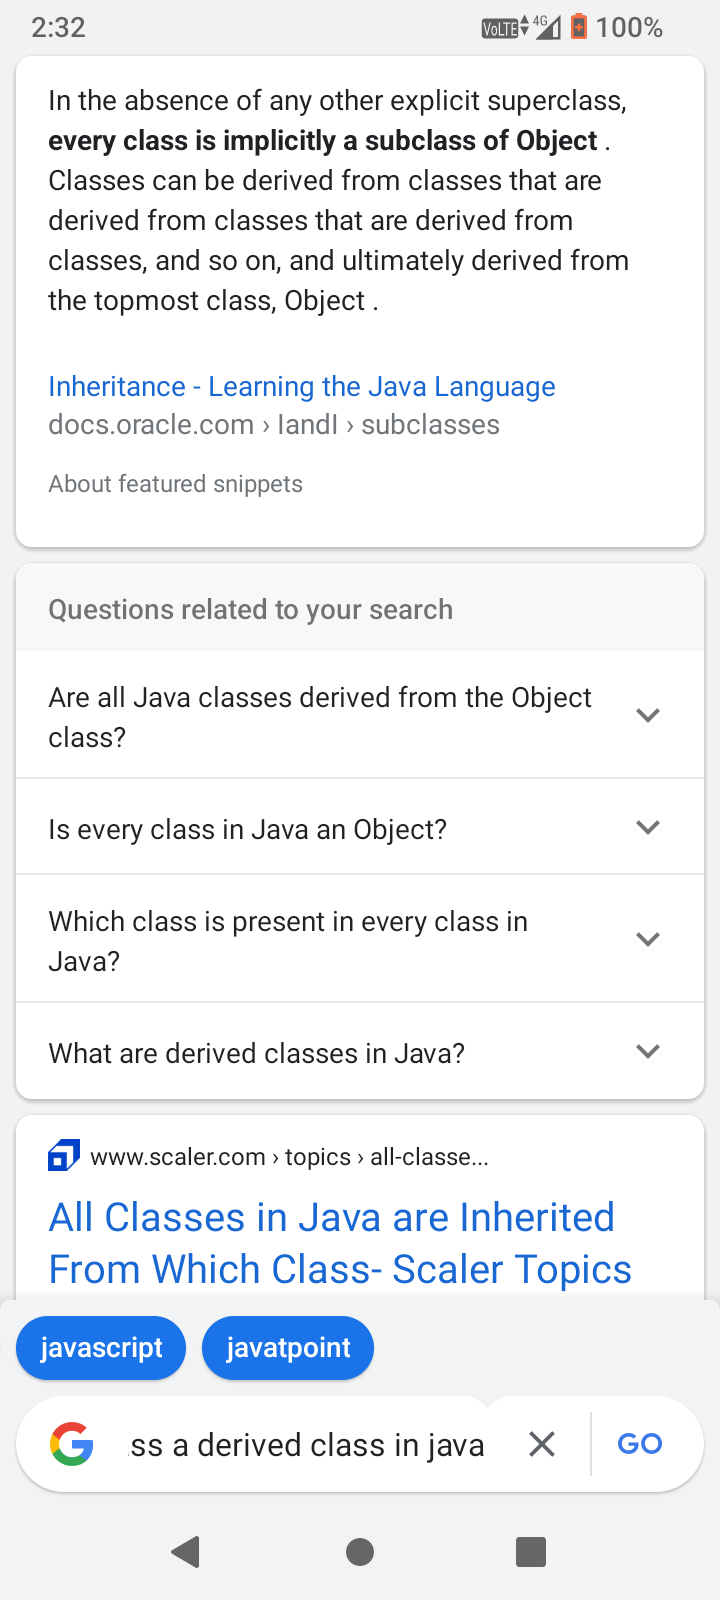 2:32
VoLTE 4G 100%
In the absence of any other explicit superclass,
every class is implicitly a subclass of Object .
Classes can be derived from classes that are
derived from classes that are derived from
classes, and so on, and ultimately derived from
the topmost class, Object .
Inheritance - Learning the Java Language
docs.oracle.com › IandI › subclasses
About featured snippets
Questions related to your search
Are all Java classes derived from the Object
class?
Is every class in Java an Object?
Which class is present in every class in
Java?
What are derived classes in Java?
www.scaler.com › topics › all-classe...
All Classes in Java are Inherited
From Which Class- Scaler Topics
javascript
javatpoint
ss a derived class in java
GO